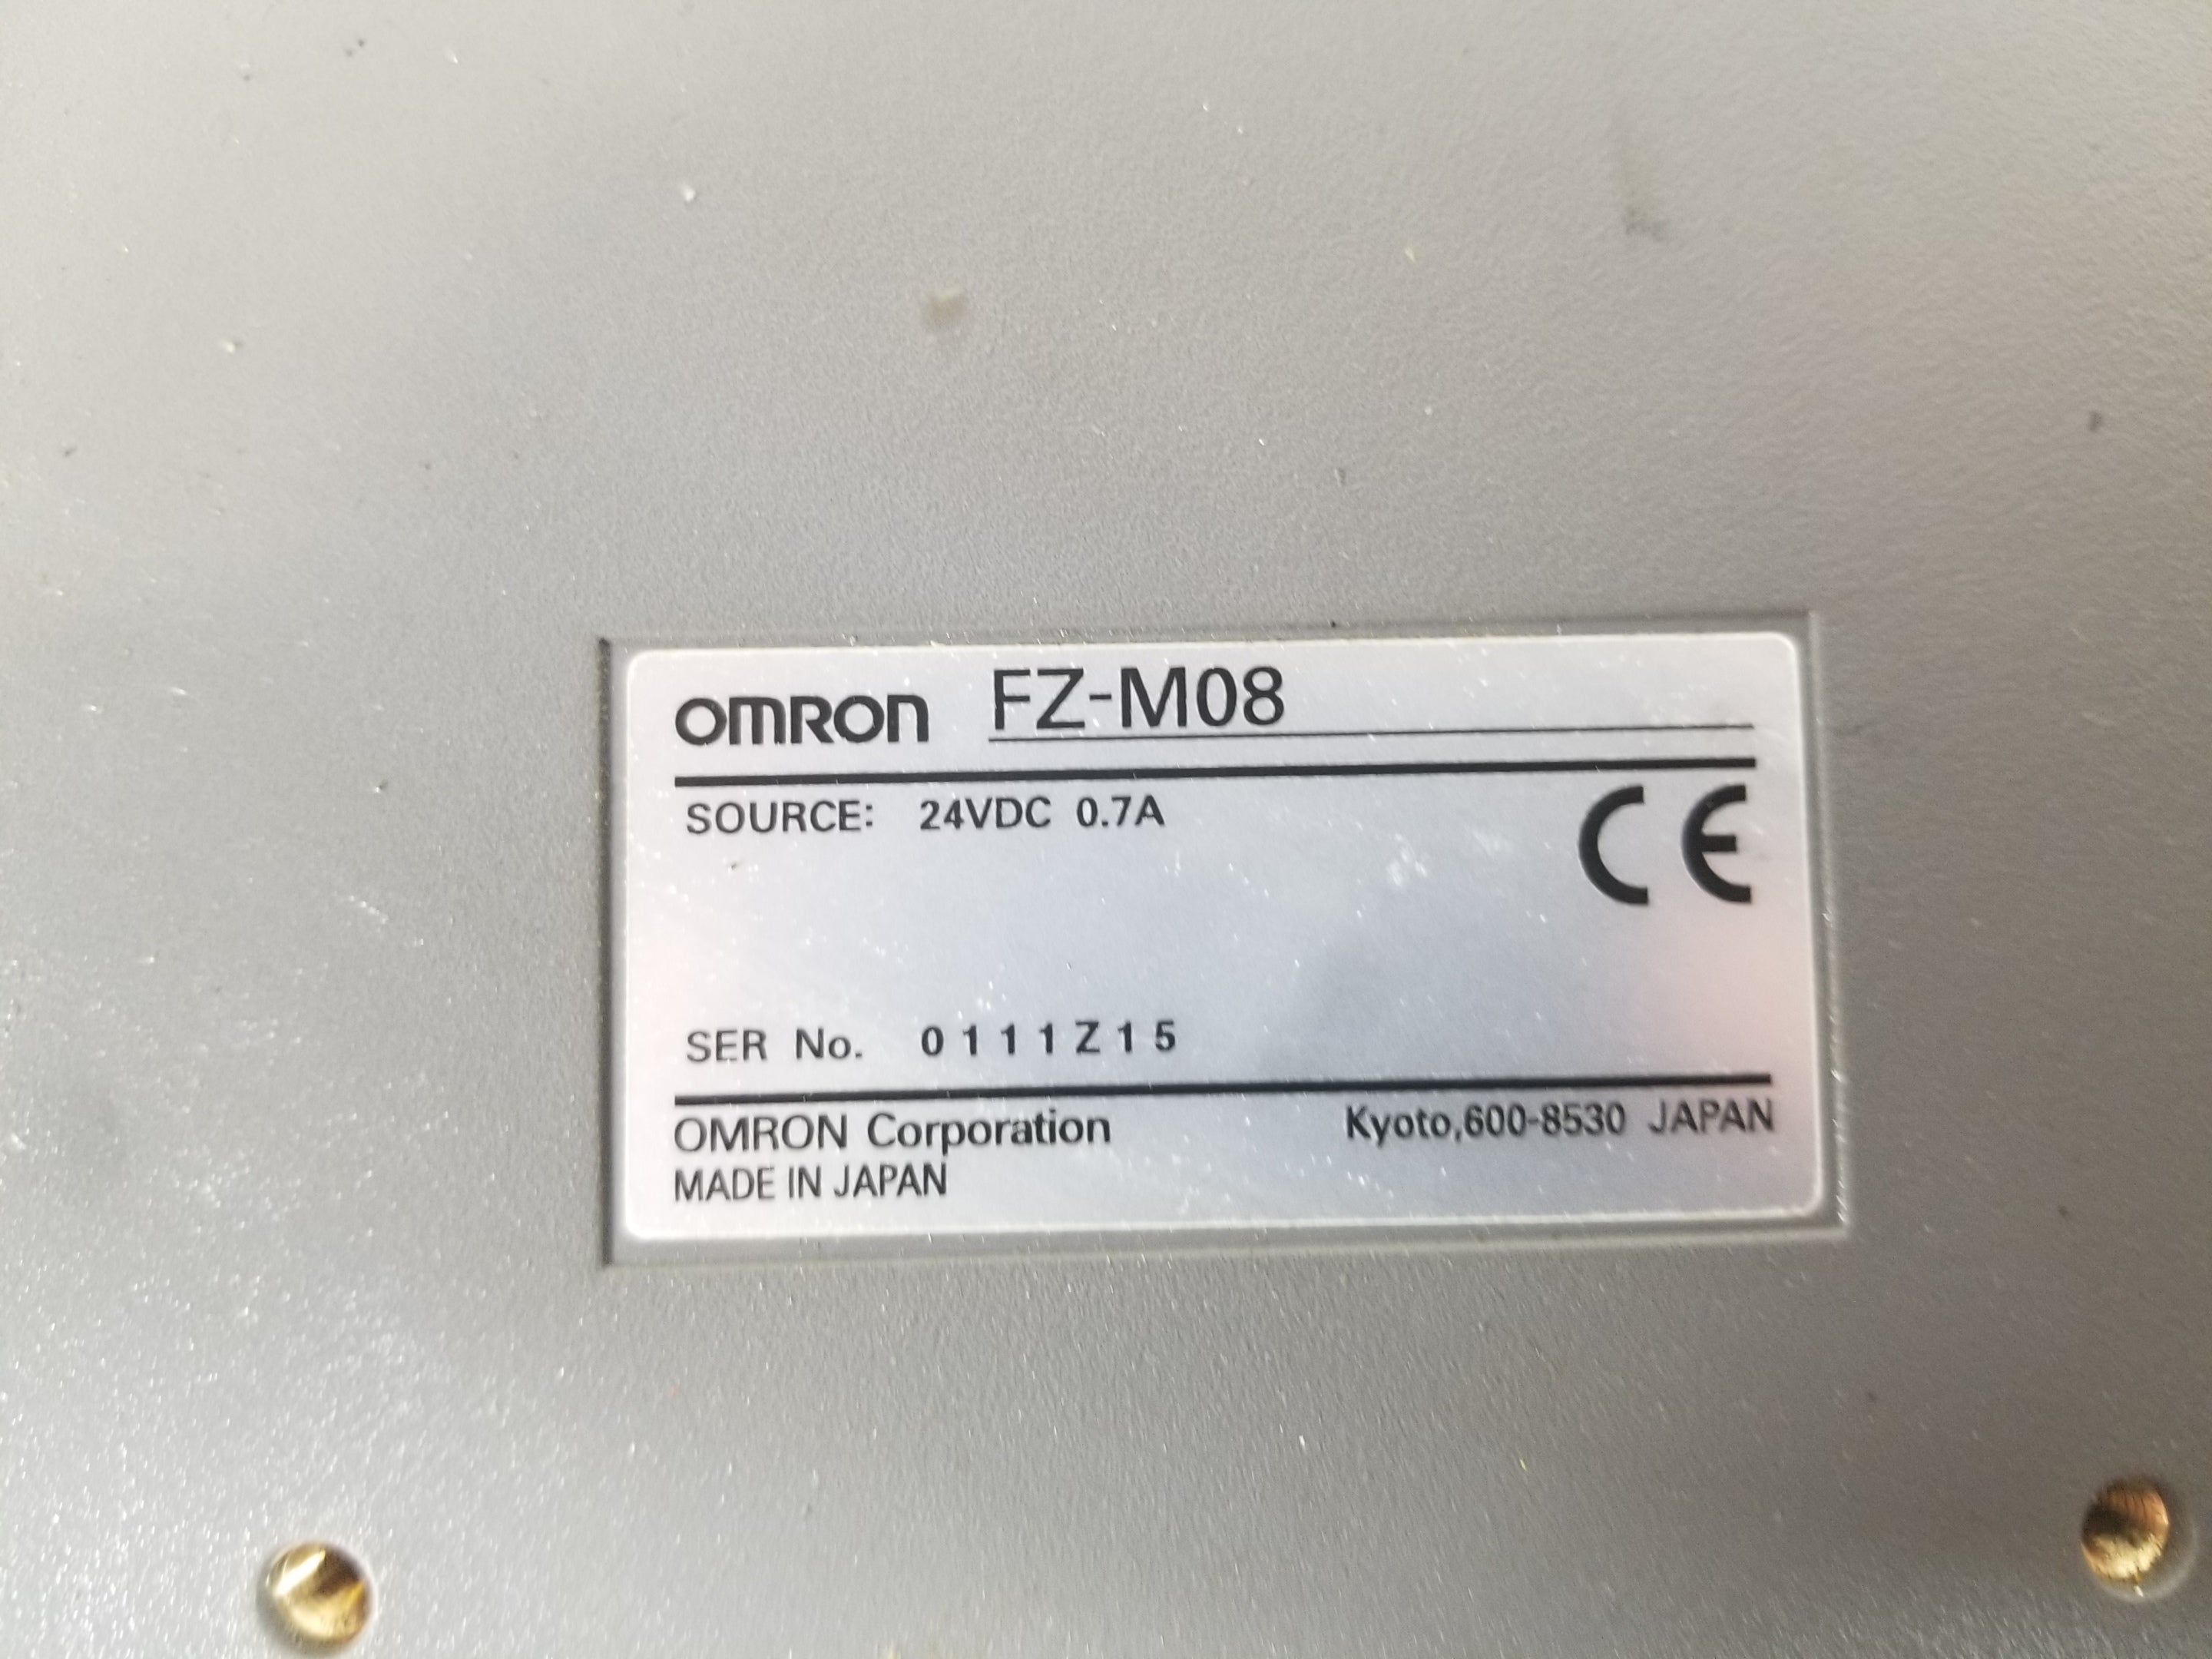 OMRON FZ-M08
SOURCE: 24VDC 0.7A
CE
SER No. 0111Z15
OMRON Corporation Kyoto,600-8530 JAPAN
MADE IN JAPAN